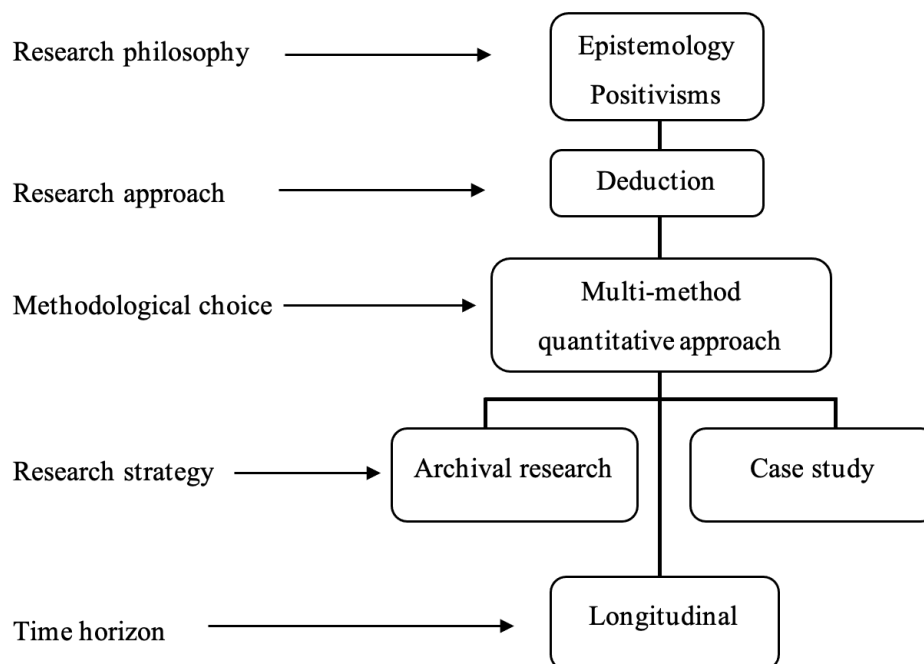 Research philosophy
Epistemology
Positivisms
Research approach
Deduction
Methodological choice
Multi-method
quantitative approach
Research strategy
Archival research
Case study
Time horizon
Longitudinal